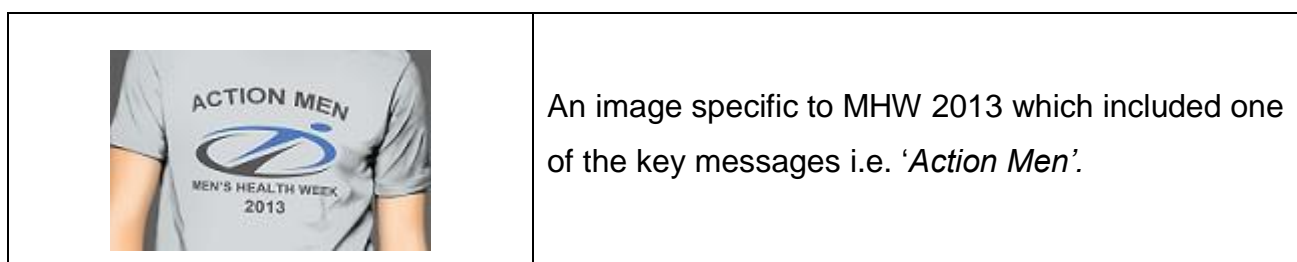 ACTION MEN
MEN'S HEALTH WEEK
2013
An image specific to MHW 2013 which included one
of the key messages i.e. ‘Action Men’.